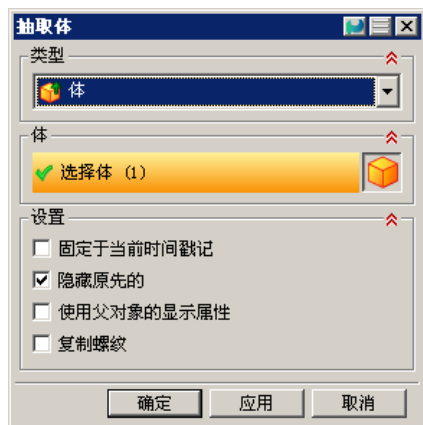 抽取体
类型
体
体
选择体 (1)
设置
固定于当前时间戳记
隐藏原先的
使用父对象的显示属性
复制螺纹
确定 应用 取消